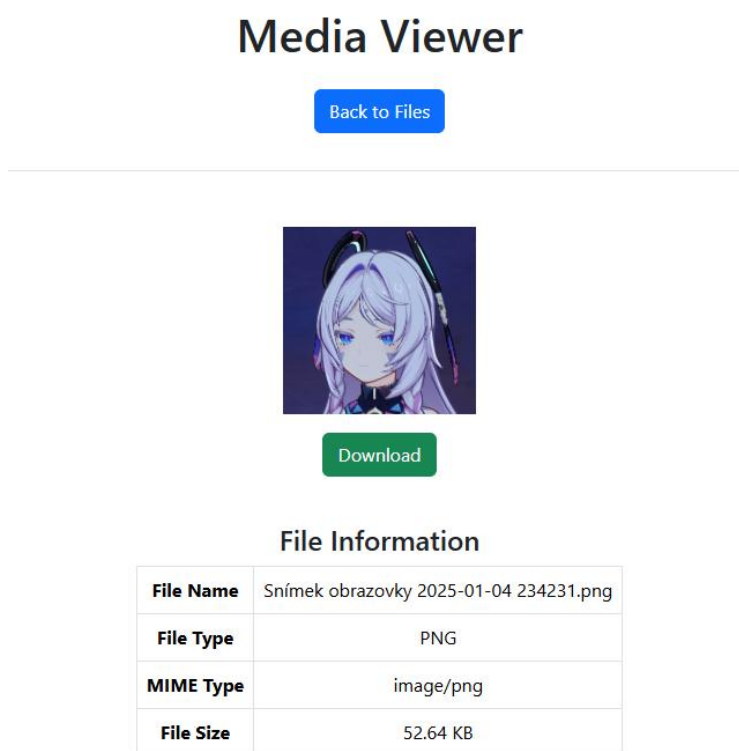 Media Viewer
Back to Files
Download
File Information
File Name Snímek obrazovky 2025-01-04 234231.png
File Type PNG
MIME Type image/png
File Size 52.64 KB